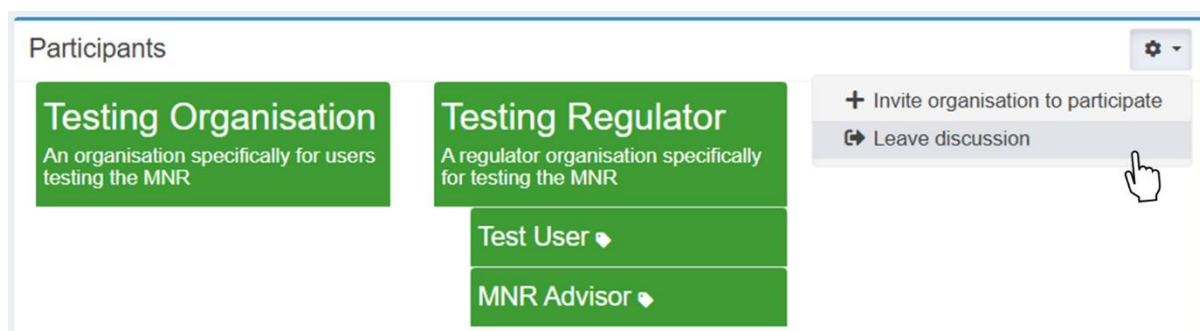 Participants
Testing Organisation
An organisation specifically for users
testing the MNR
Testing Regulator
A regulator organisation specifically
for testing the MNR
Test User
MNR Advisor
Invite organisation to participate
Leave discussion